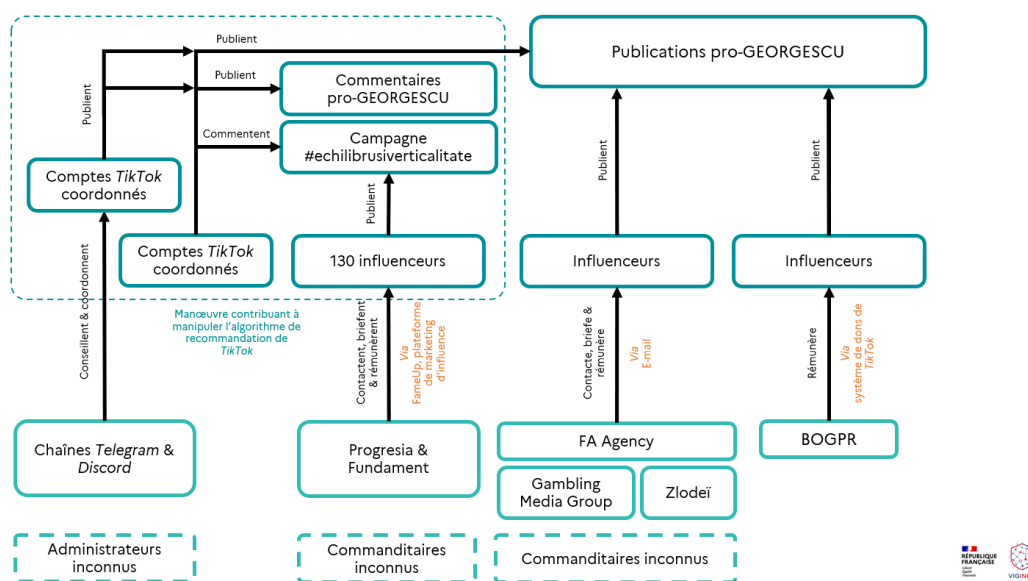 Publient
Publications pro-GEORGESCU
Publient
Commentaires
pro-GEORGESCU
Publient
Commentent
Campagne
#echilibrusiverticalitate
Comptes TikTok
coordonnés
Publient
Publient
Publient
Comptes TikTok
coordonnés
130 influenceurs
Influenceurs
Influenceurs
Conseillent & coordonnent
Manœuvre contribuant à
manipuler l'algorithme de
recommandation de
TikTok
Contactent, briefent
& rémunèrent
Via
FameUp, plateforme
de marketing
d'influence
Contacte, briefe &
rémunère
Via
E-mail
Rémunère
Via
système de dons de
TikTok
Chaînes Telegram &
Discord
Progresia &
Fundament
FA Agency
BOGPR
Gambling
Media Group
Zlodeï
Administrateurs
inconnus
Commanditaires
inconnus
Commanditaires inconnus
RÉPUBLIQUE
FRANÇAISE